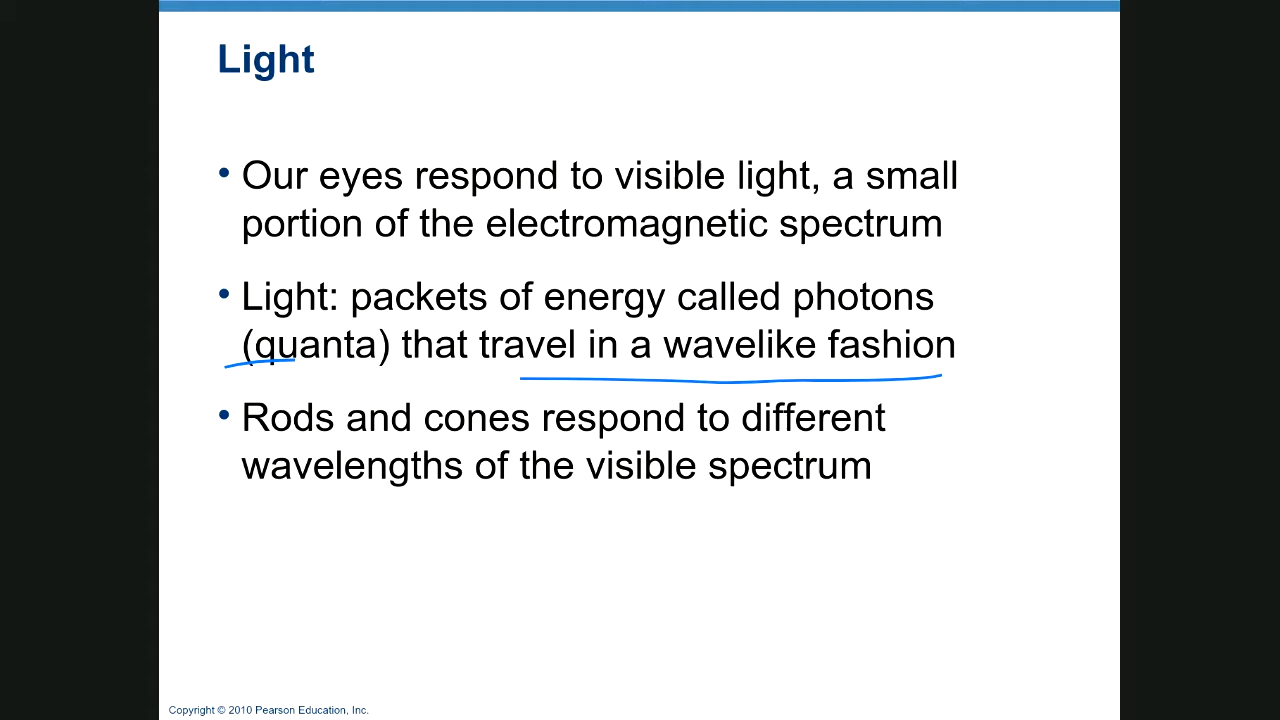 Light
• Our eyes respond to visible light, a small
portion of the electromagnetic spectrum
• Light: packets of energy called photons
(quanta) that travel in a wavelike fashion
• Rods and cones respond to different
wavelengths of the visible spectrum
Copyright © 2010 Pearson Education, Inc.